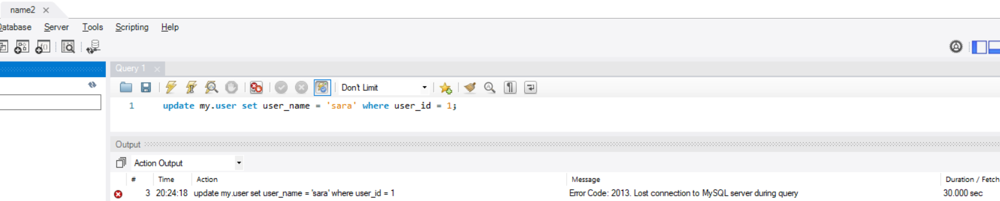 name2
Database Server Tools Scripting Help
Query 1
Don't Limit
1 update my.user set user_name = 'sara' where user_id = 1;
Output
Action Output
# Time Action Message Duration / Fetch
3 20:24:18 update my.user set user_name = 'sara' where user_id = 1 Error Code: 2013. Lost connection to MySQL server during query 30.000 sec